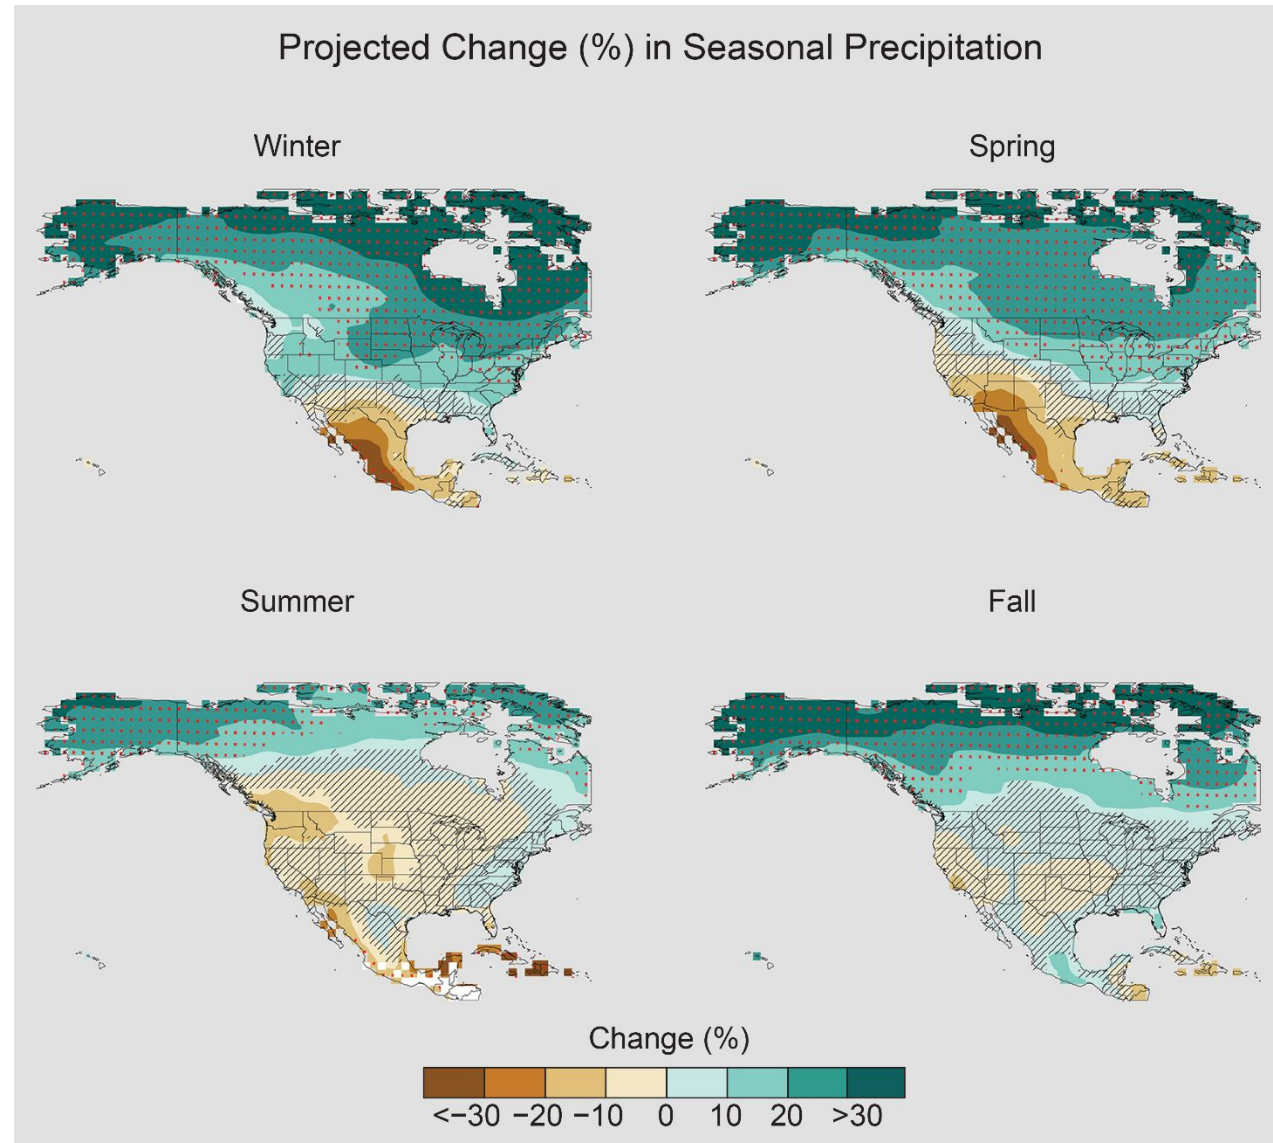 Projected Change (%) in Seasonal Precipitation
Winter
Spring
Summer
Fall
Change (%)
<−30 −20 −10 0 10 20 >30